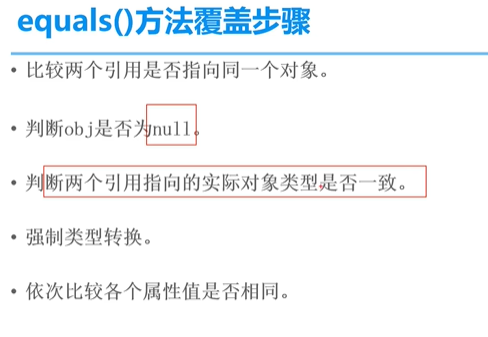 equals()方法覆盖步骤
• 比较两个引用是否指向同一个对象。
• 判断obj是否为null。
• 判断两个引用指向的实际对象类型是否一致。
• 强制类型转换。
• 依次比较各个属性值是否相同。